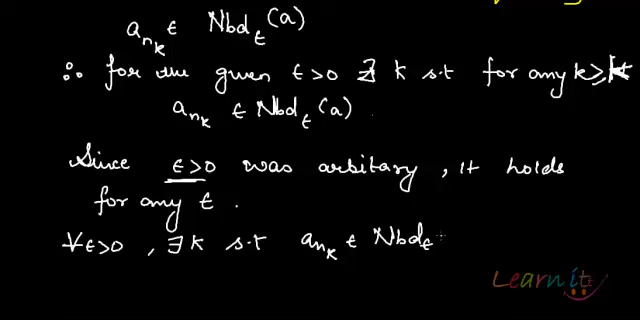 a_{n_k} ∈ Nbd_ε(a)
∴ for the given ε>0 ∃ k s.t for any k≥k
a_{n_k} ∈ Nbd_ε(a)
Since ε>0 was arbitary, it holds
for any ε.
∀ε>0, ∃k s.t a_{n_k} ∈ Nbd_ε
Learnit